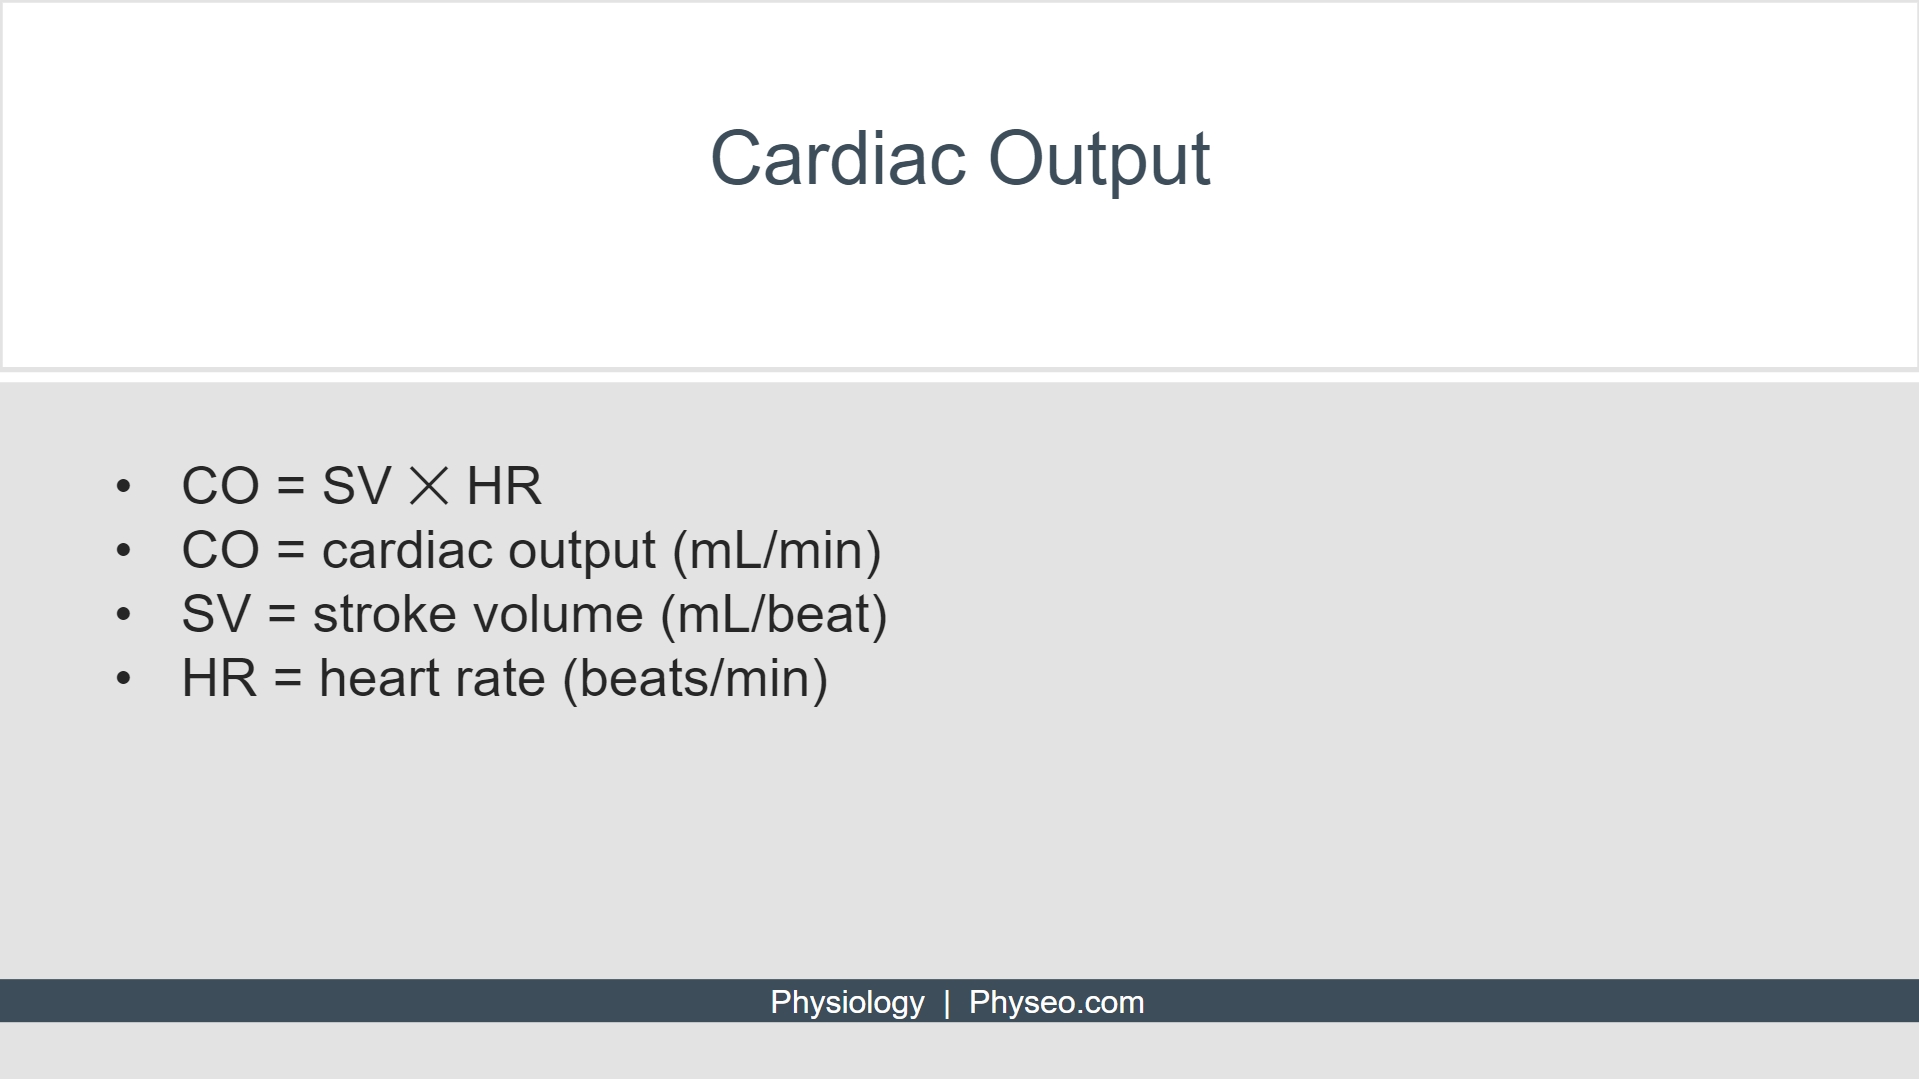 Cardiac Output
• CO = SV × HR
• CO = cardiac output (mL/min)
• SV = stroke volume (mL/beat)
• HR = heart rate (beats/min)
Physiology | Physeo.com